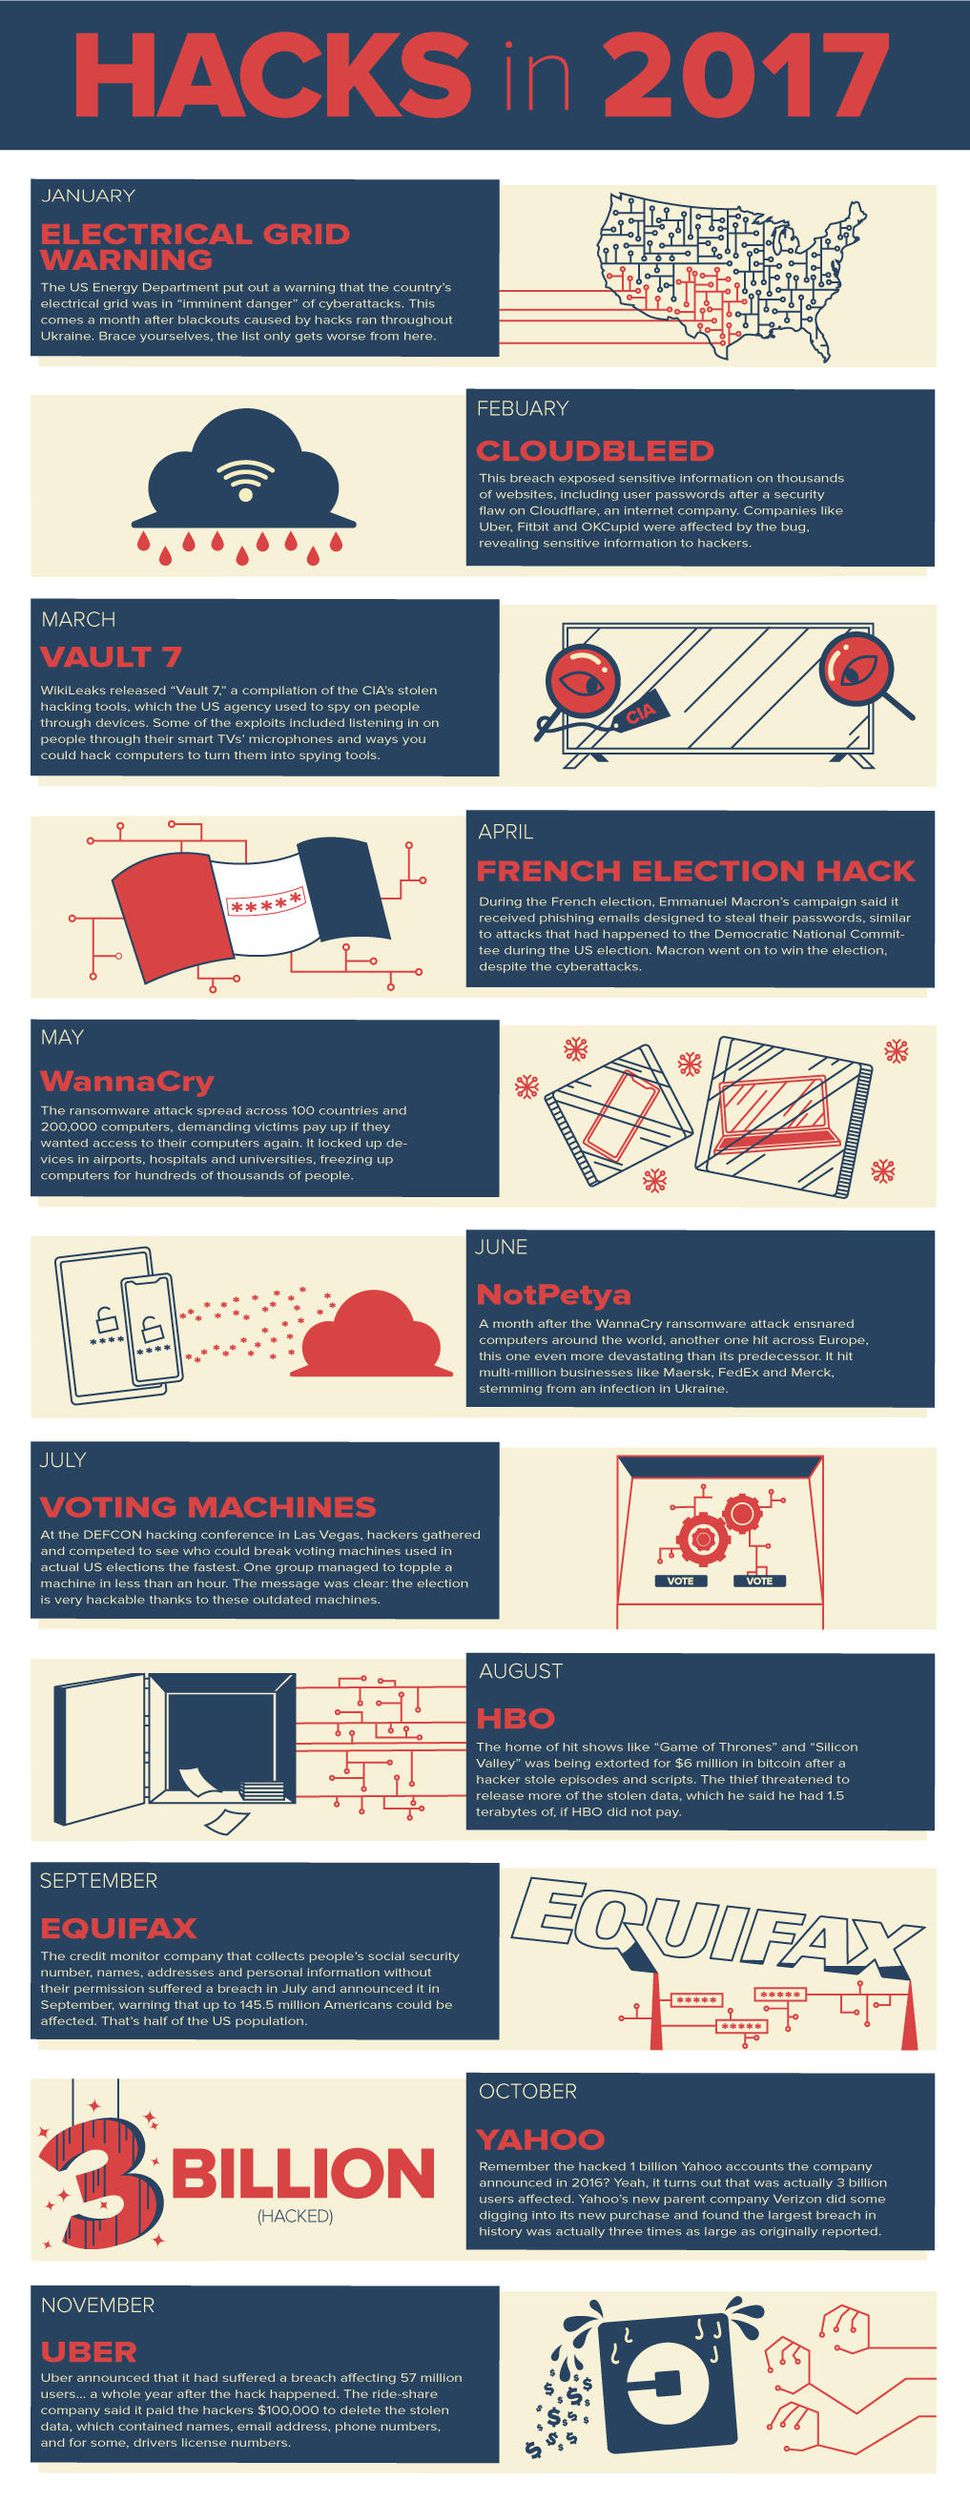 HACKS in 2017
JANUARY
ELECTRICAL GRID
WARNING
The US Energy Department put out a warning that the country's
electrical grid was in “imminent danger” of cyberattacks. This
comes a month after blackouts caused by hacks ran throughout
Ukraine. Brace yourselves, the list only gets worse from here.
FEBUARY
CLOUDBLEED
This breach exposed sensitive information on thousands
of websites, including user passwords after a security
flaw on Cloudflare, an internet company. Companies like
Uber, Fitbit and OKCupid were affected by the bug,
revealing sensitive information to hackers.
MARCH
VAULT 7
WikiLeaks released “Vault 7,” a compilation of the CIA's stolen
hacking tools, which the US agency used to spy on people
through devices. Some of the exploits included listening in on
people through their smart TVs' microphones and ways you
could hack computers to turn them into spying tools.
CIA
APRIL
FRENCH ELECTION HACK
During the French election, Emmanuel Macron's campaign said it
received phishing emails designed to steal their passwords, similar
to attacks that had happened to the Democratic National Commit-
tee during the US election. Macron went on to win the election,
despite the cyberattacks.
*****
MAY
WannaCry
The ransomware attack spread across 100 countries and
200,000 computers, demanding victims pay up if they
wanted access to their computers again. It locked up de-
vices in airports, hospitals and universities, freezing up
computers for hundreds of thousands of people.
****
****
JUNE
NotPetya
A month after the WannaCry ransomware attack ensnared
computers around the world, another one hit across Europe,
this one even more devastating than its predecessor. It hit
multi-million businesses like Maersk, FedEx and Merck,
stemming from an infection in Ukraine.
JULY
VOTING MACHINES
At the DEFCON hacking conference in Las Vegas, hackers gathered
and competed to see who could break voting machines used in
actual US elections the fastest. One group managed to topple a
machine in less than an hour. The message was clear: the election
is very hackable thanks to these outdated machines.
VOTE VOTE
AUGUST
HBO
The home of hit shows like “Game of Thrones” and “Silicon
Valley” was being extorted for $6 million in bitcoin after a
hacker stole episodes and scripts. The thief threatened to
release more of the stolen data, which he said he had 1.5
terabytes of, if HBO did not pay.
SEPTEMBER
EQUIFAX
The credit monitor company that collects people's social security
number, names, addresses and personal information without
their permission suffered a breach in July and announced it in
September, warning that up to 145.5 million Americans could be
affected. That's half of the US population.
EQUIFAX
*****
*****
*****
3 BILLION
(HACKED)
OCTOBER
YAHOO
Remember the hacked 1 billion Yahoo accounts the company
announced in 2016? Yeah, it turns out that was actually 3 billion
users affected. Yahoo's new parent company Verizon did some
digging into its new purchase and found the largest breach in
history was actually three times as large as originally reported.
NOVEMBER
UBER
Uber announced that it had suffered a breach affecting 57 million
users... a whole year after the hack happened. The ride-share
company said it paid the hackers $100,000 to delete the stolen
data, which contained names, email address, phone numbers,
and for some, drivers license numbers.